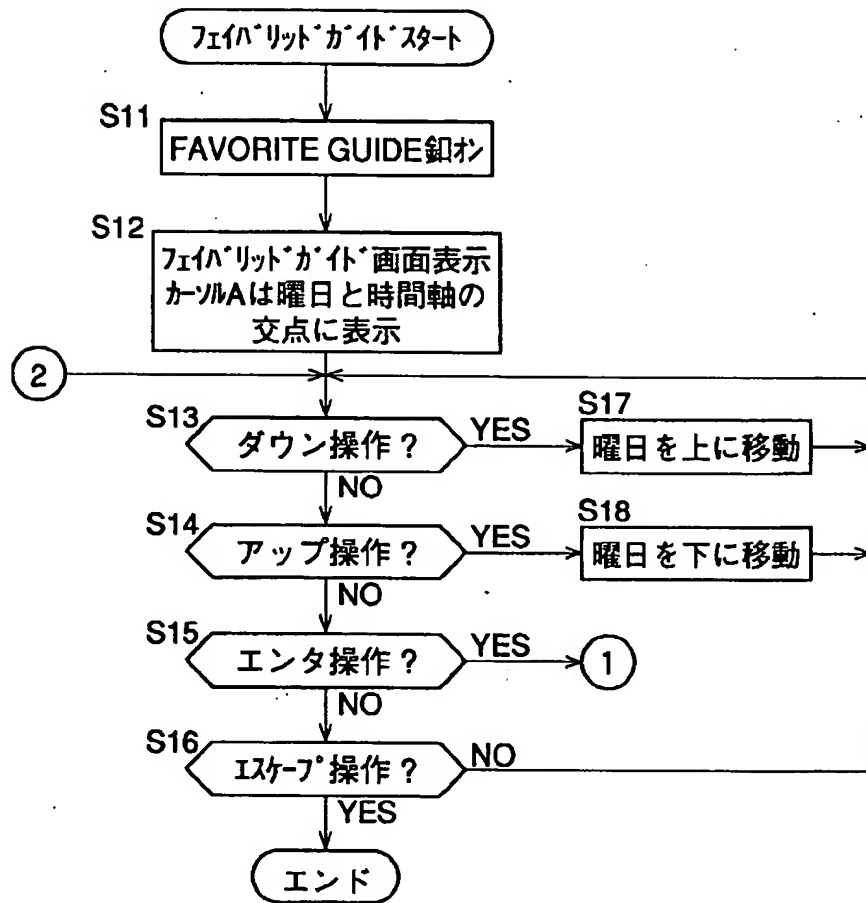 フェイバリットガイドスタート
S11
FAVORITE GUIDE釦オン
S12
フェイバリットガイド画面表示
カーソルAは曜日と時間軸の
交点に表示
2
S13
ダウン操作?
YES
S17
曜日を上に移動
NO
S14
アップ操作?
YES
S18
曜日を下に移動
NO
S15
エンタ操作?
YES
1
NO
S16
エスケープ操作?
NO
YES
エンド